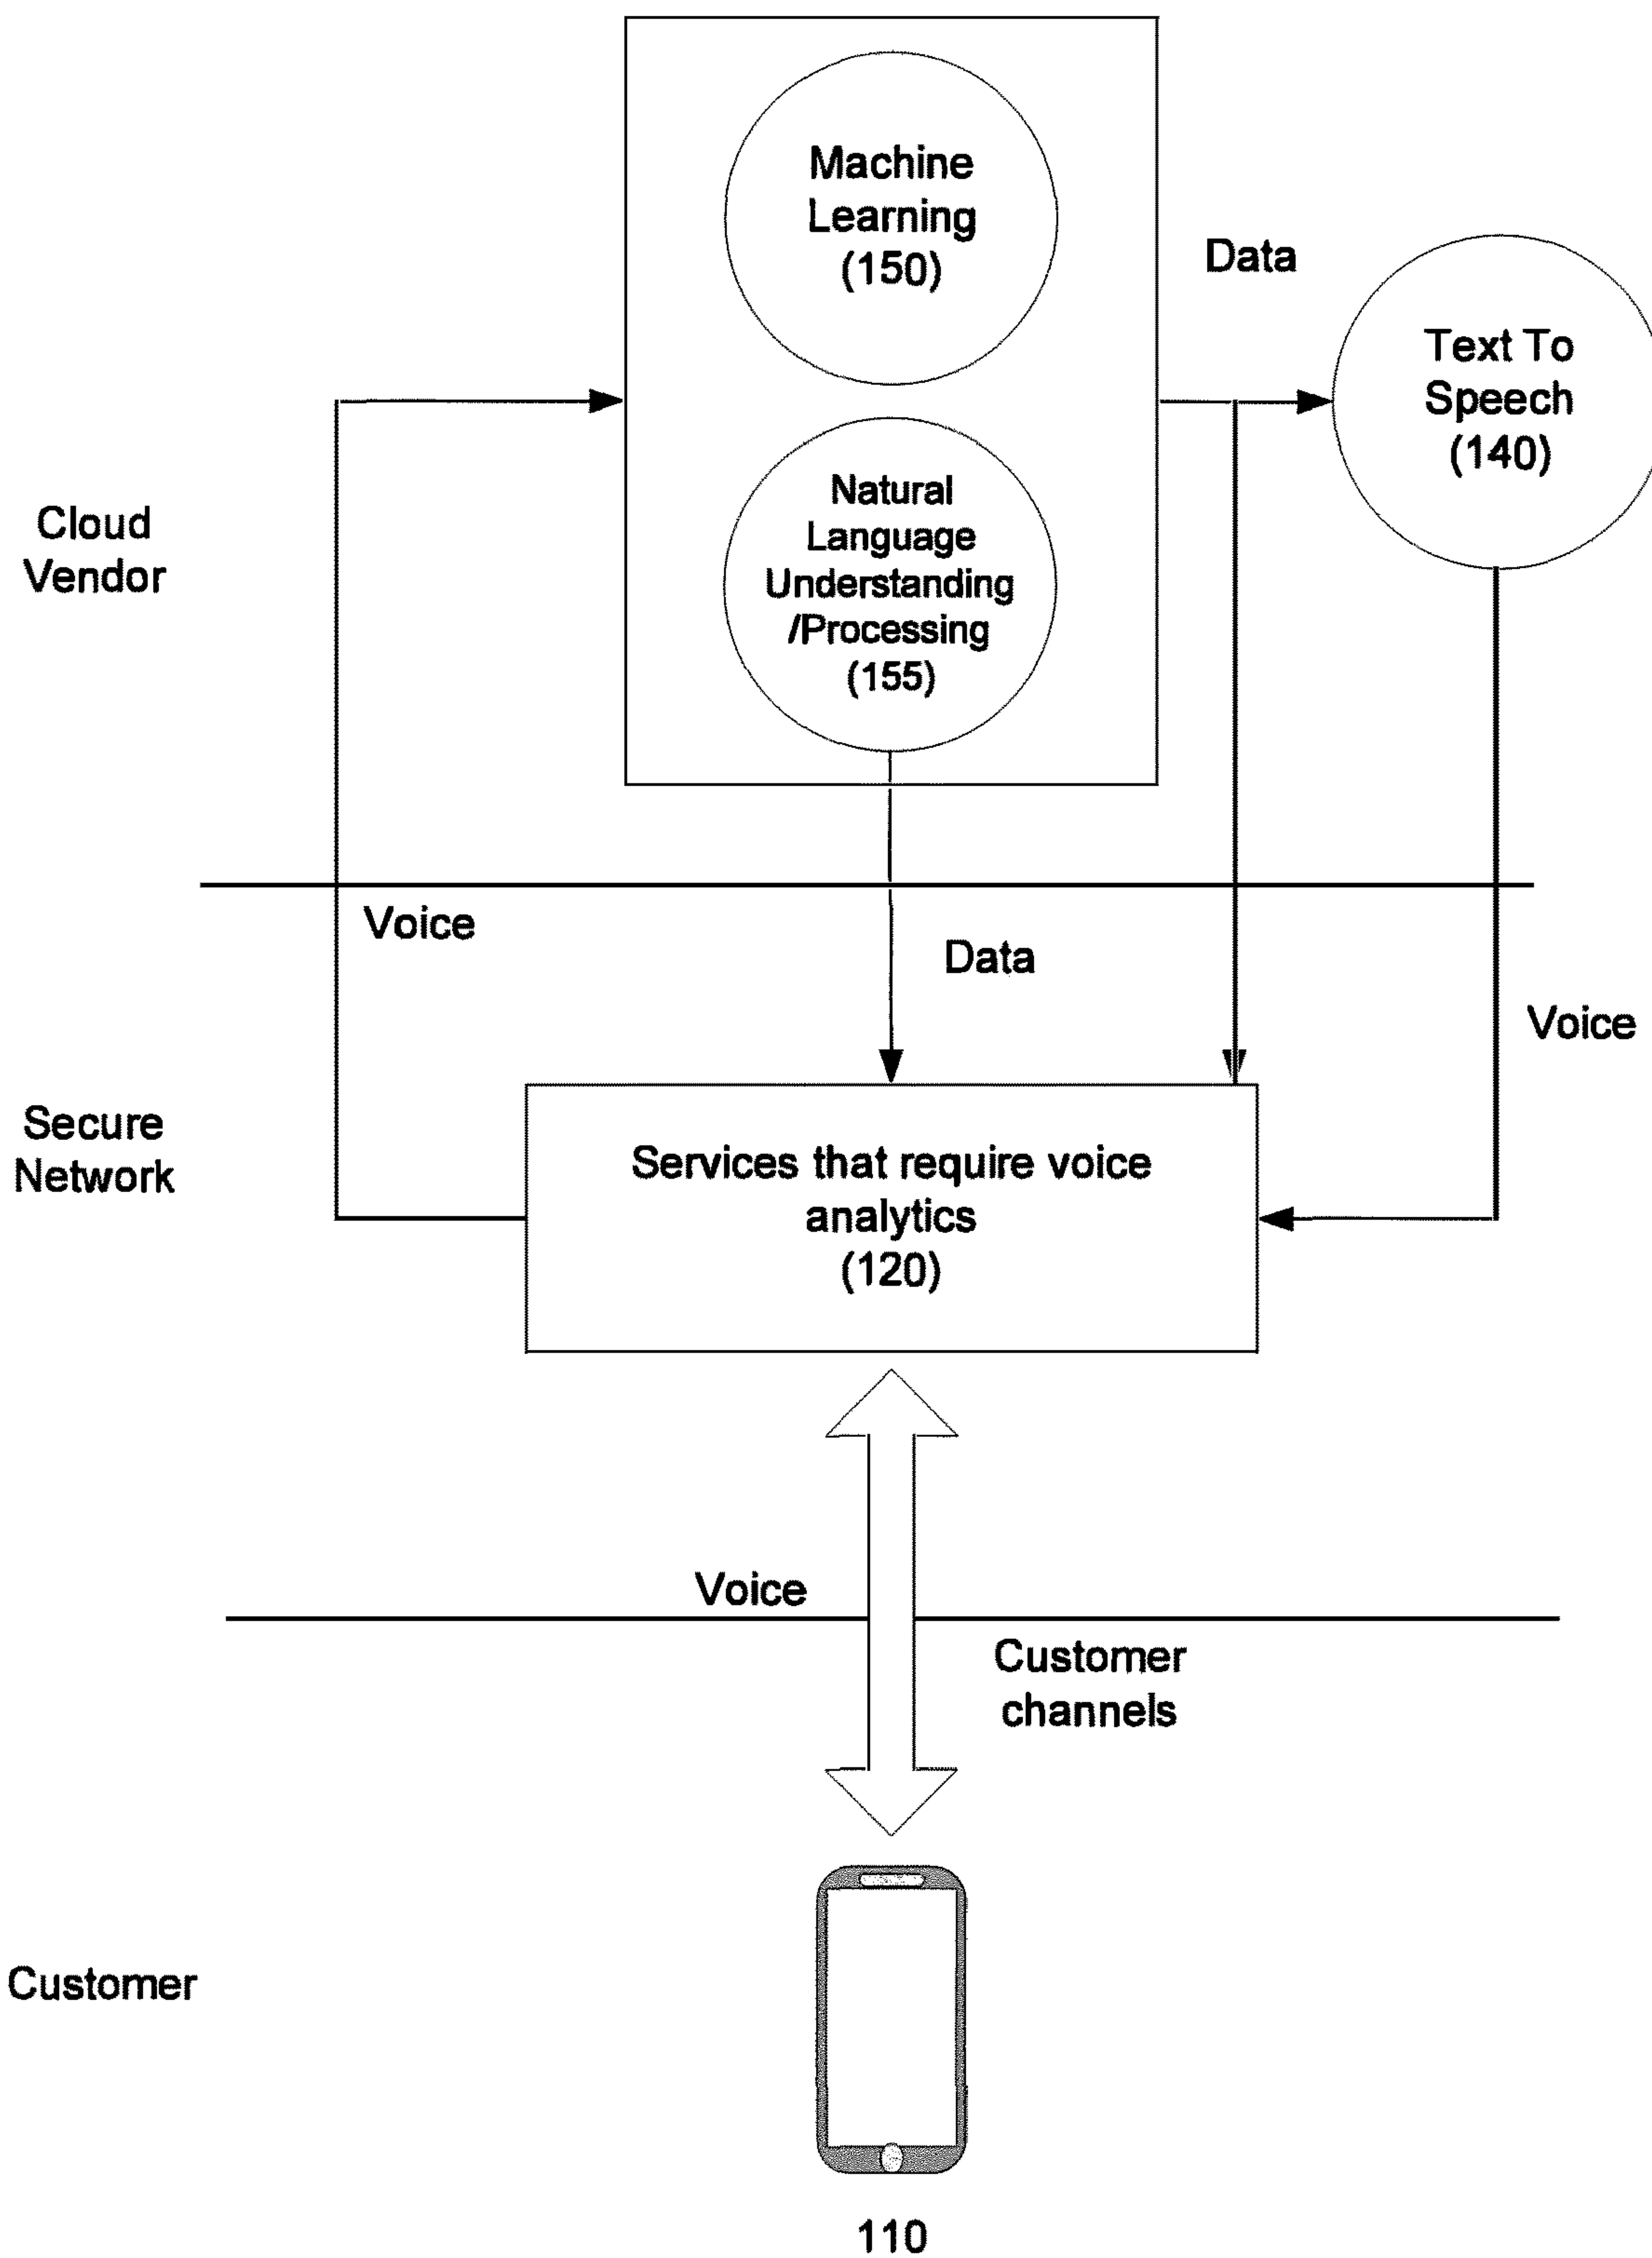 Machine
Learning
(150)
Data
Text To
Speech
(140)
Natural
Language
Understanding
/Processing
(155)
Cloud
Vendor
Voice
Data
Voice
Secure
Network
Services that require voice
analytics
(120)
Voice
Customer
channels
Customer
110